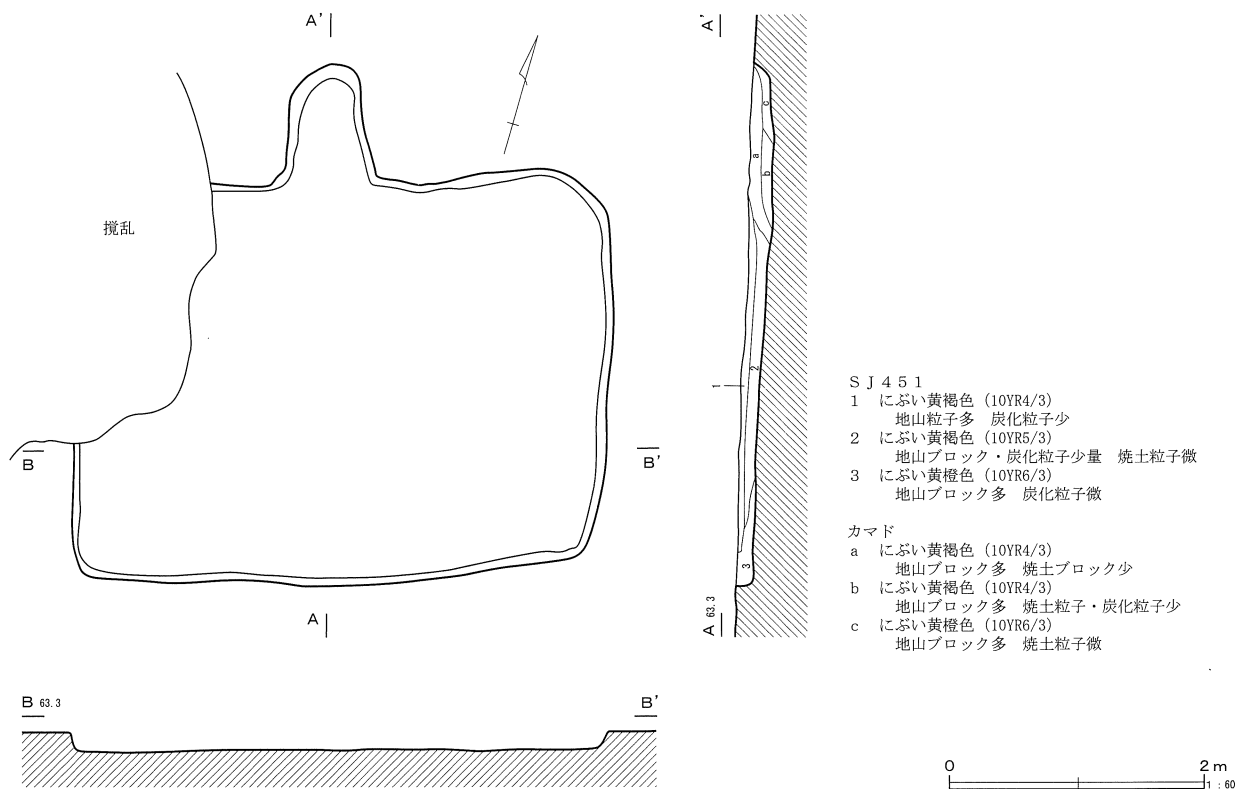 A'
撹乱
B
B'
A
A'
c
a
b
2
1
3
A 63.3
SJ451
1 にぶい黄褐色 (10YR4/3)
地山粒子多 炭化粒子少
2 にぶい黄褐色 (10YR5/3)
地山ブロック・炭化粒子少量 焼土粒子微
3 にぶい黄橙色 (10YR6/3)
地山ブロック多 炭化粒子微
カマド
a にぶい黄褐色 (10YR4/3)
地山ブロック多 焼土ブロック少
b にぶい黄褐色 (10YR4/3)
地山ブロック多 焼土粒子・炭化粒子少
c にぶい黄橙色 (10YR6/3)
地山ブロック多 焼土粒子微
B 63.3
B'
0 2m
1:60